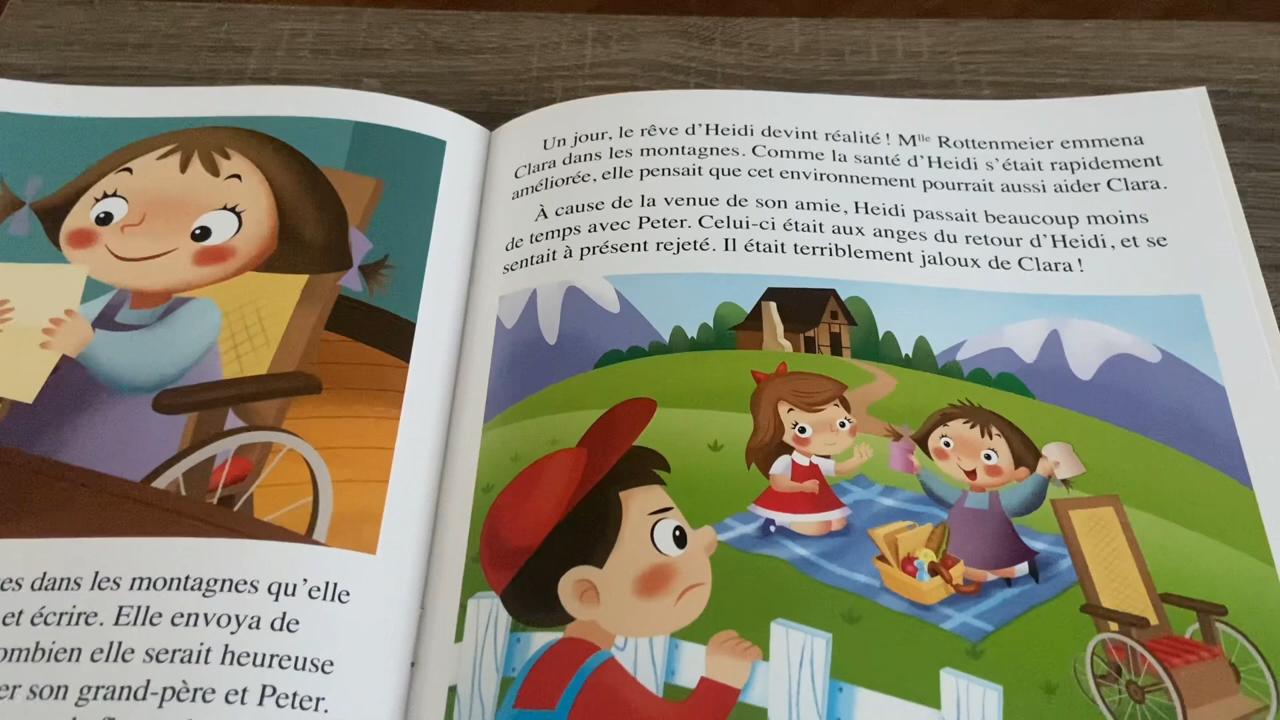 es dans les montagnes qu'elle
et écrire. Elle envoya de
ombien elle serait heureuse
er son grand-père et Peter.
Un jour, le rêve d'Heidi devint réalité ! Mlle Rottenmeier emmena
Clara dans les montagnes. Comme la santé d'Heidi s'était rapidement
améliorée, elle pensait que cet environnement pourrait aussi aider Clara.
À cause de la venue de son amie, Heidi passait beaucoup moins
de temps avec Peter. Celui-ci était aux anges du retour d'Heidi, et se
sentait à présent rejeté. Il était terriblement jaloux de Clara !